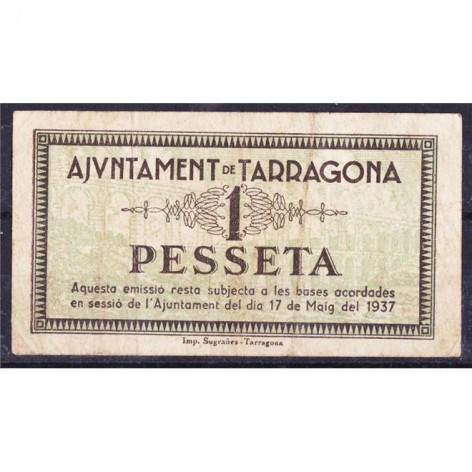 AJVNTAMENT DE TARRAGONA
1
PESSETA
Aquesta emissió resta subjecta a les bases acordades
en sessió de l'Ajuntament del dia 17 de Maig del 1937
Imp. Sugrañes - Tarragona